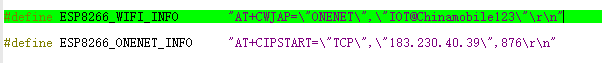 #define ESP8266_WIFI_INFO "AT+CWJAP=\"ONENET\",\"IOT@Chinamobile123\"\r\n"
#define ESP8266_ONENET_INFO "AT+CIPSTART=\"TCP\",\"183.230.40.39\",876\r\n"